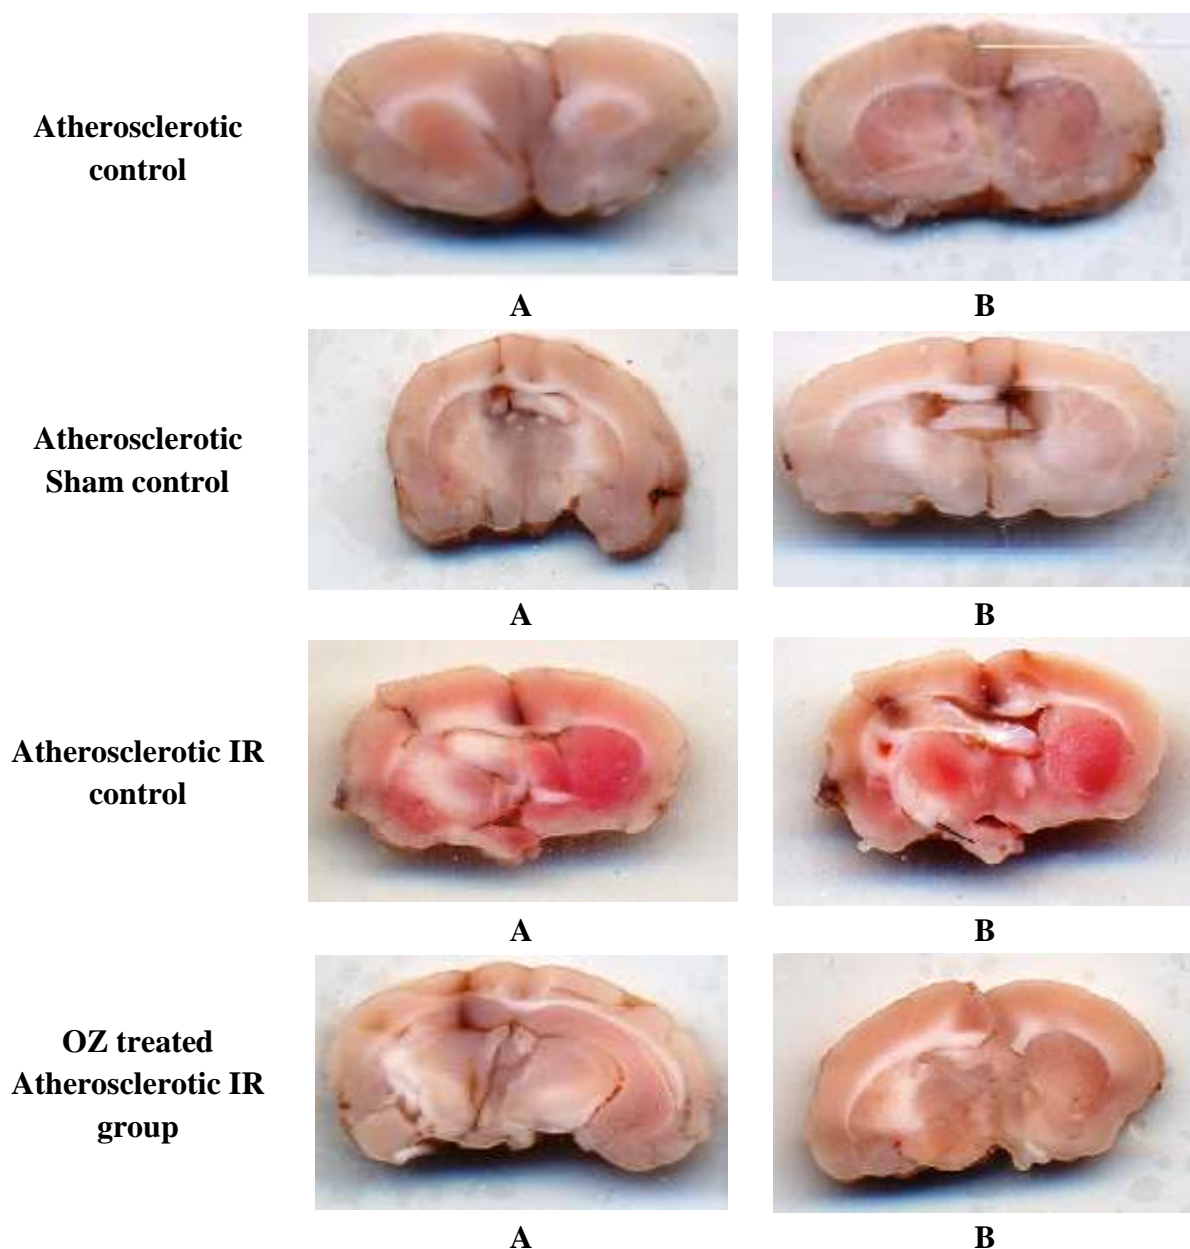 Atherosclerotic
control
A
B
Atherosclerotic
Sham control
A
B
Atherosclerotic IR
control
A
B
OZ treated
Atherosclerotic IR
group
A
B